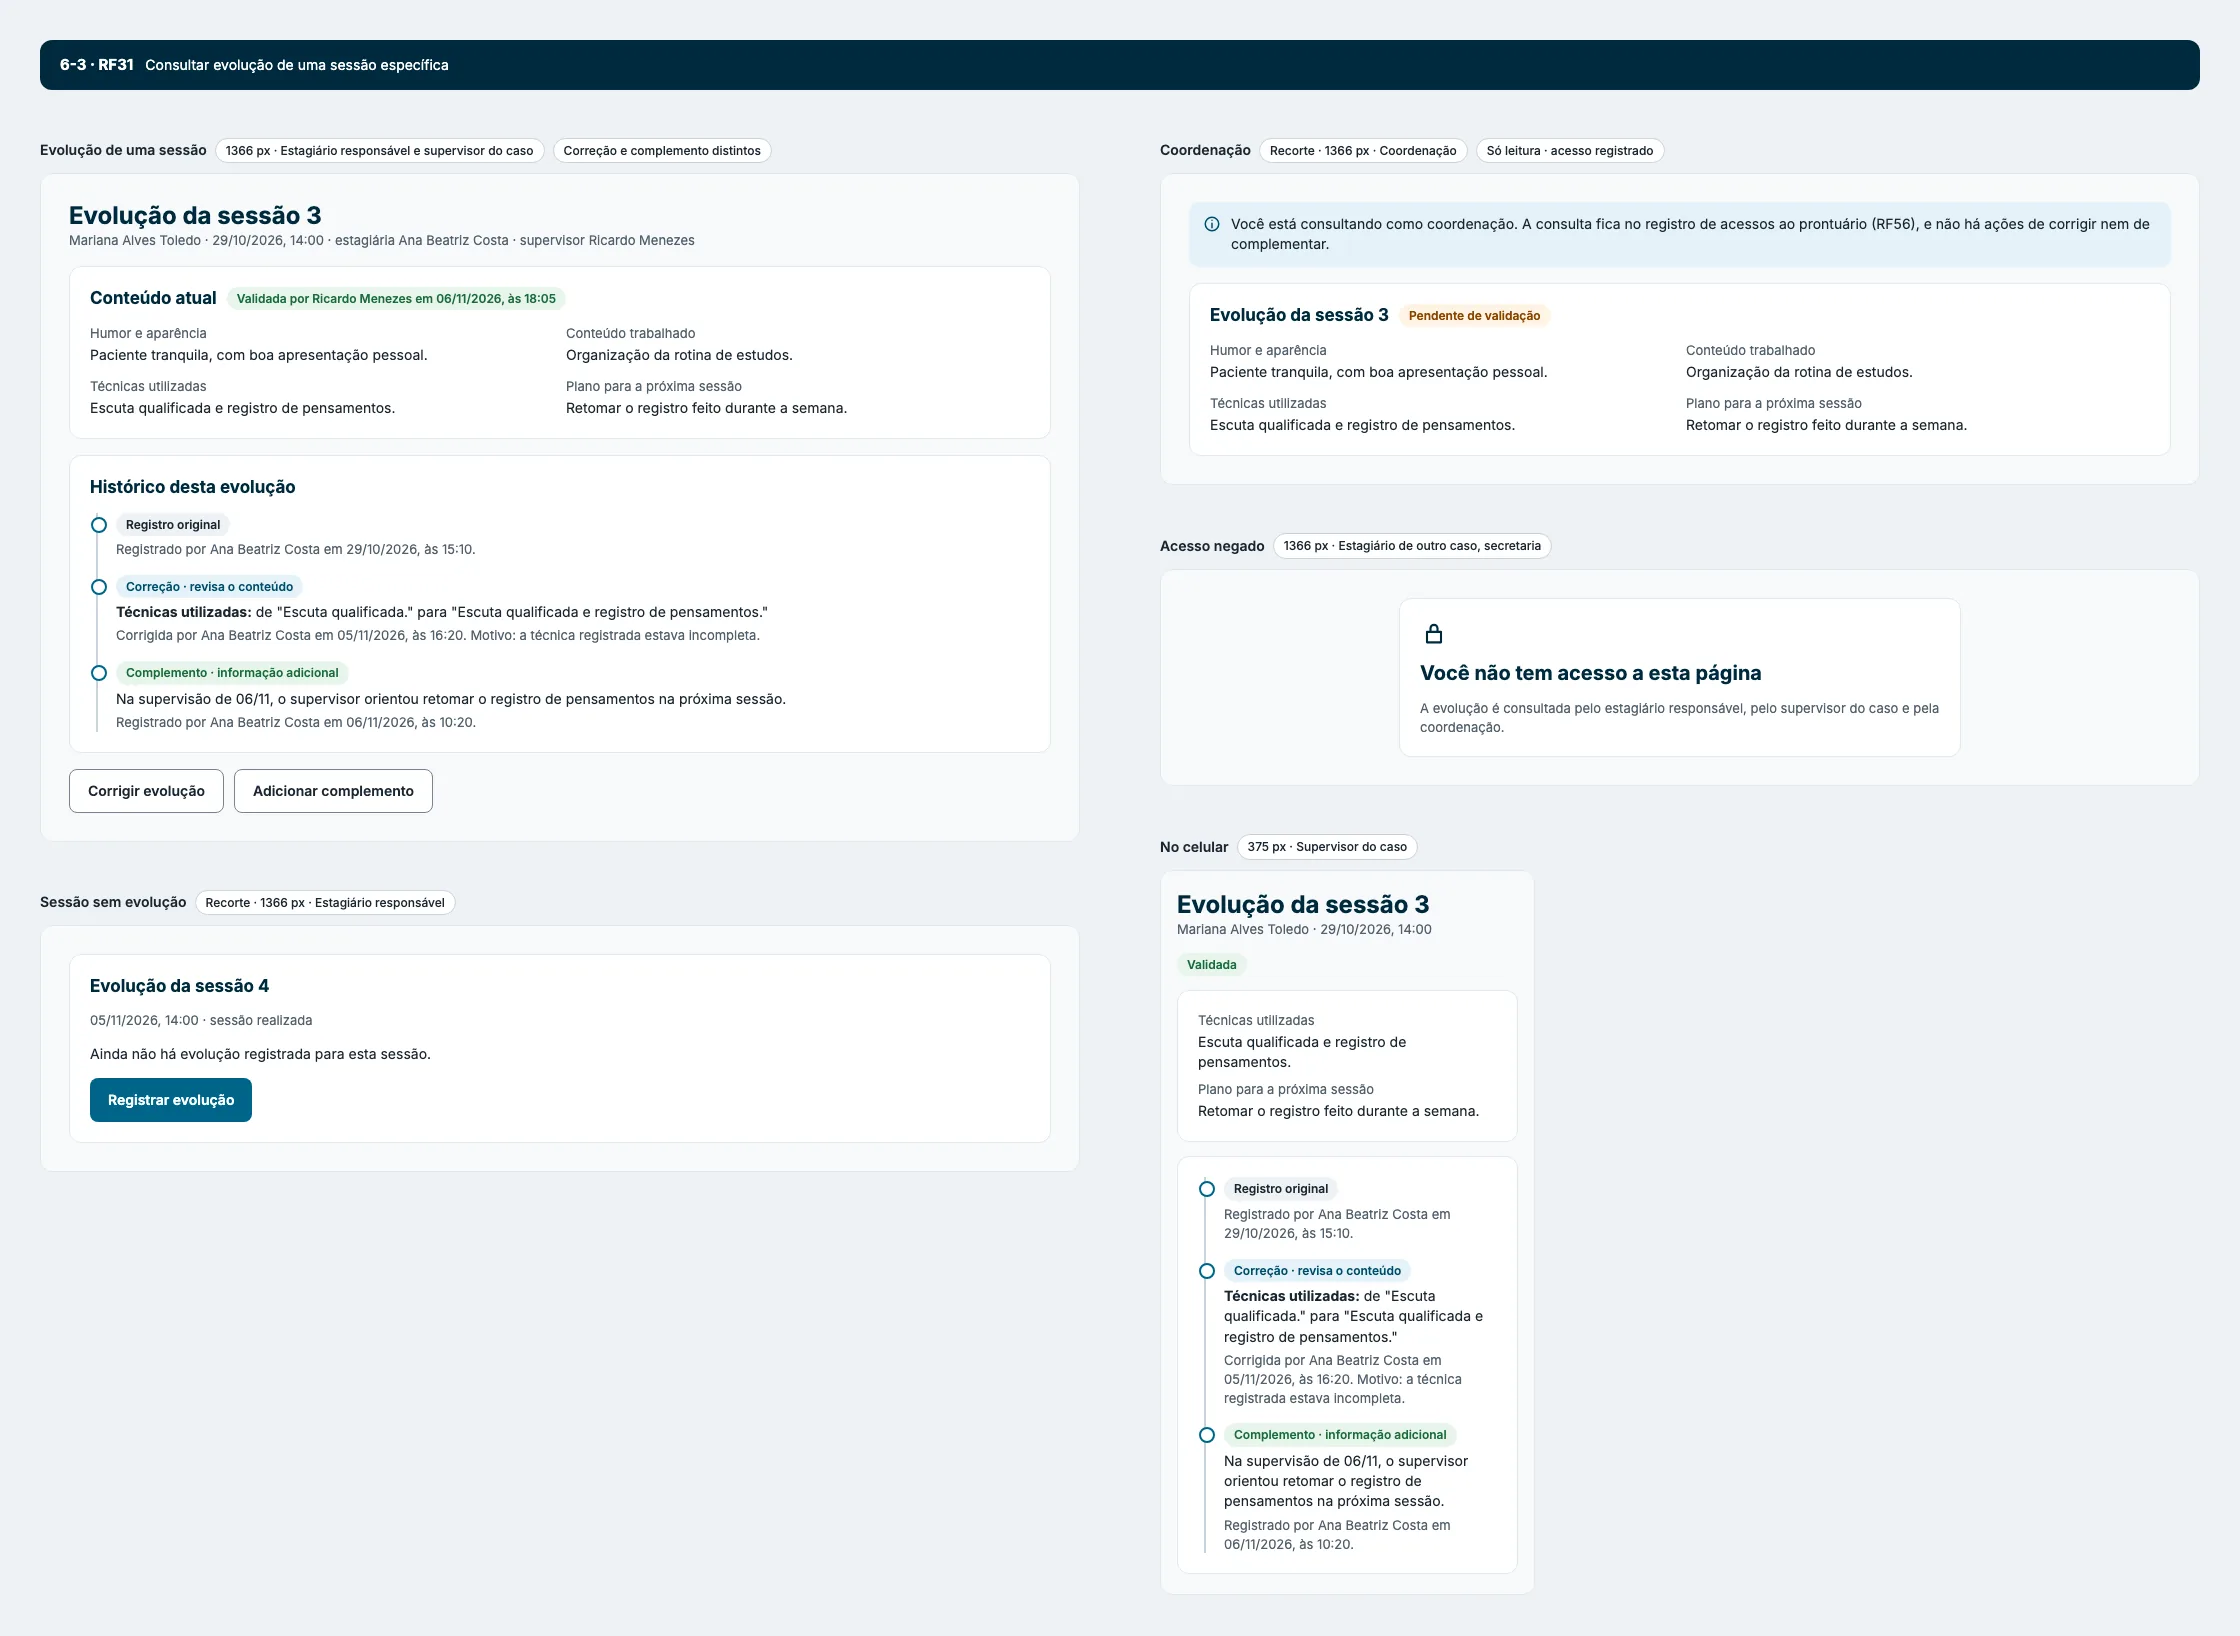 6-3 · RF31 Consultar evolução de uma sessão específica
Evolução de uma sessão
1366 px · Estagiário responsável e supervisor do caso
Correção e complemento distintos
Evolução da sessão 3
Mariana Alves Toledo · 29/10/2026, 14:00 · estagiária Ana Beatriz Costa · supervisor Ricardo Menezes
Conteúdo atual
Validada por Ricardo Menezes em 06/11/2026, às 18:05
Humor e aparência
Paciente tranquila, com boa apresentação pessoal.
Conteúdo trabalhado
Organização da rotina de estudos.
Técnicas utilizadas
Escuta qualificada e registro de pensamentos.
Plano para a próxima sessão
Retomar o registro feito durante a semana.
Histórico desta evolução
Registro original
Registrado por Ana Beatriz Costa em 29/10/2026, às 15:10.
Correção · revisa o conteúdo
Técnicas utilizadas: de "Escuta qualificada." para "Escuta qualificada e registro de pensamentos."
Corrigida por Ana Beatriz Costa em 05/11/2026, às 16:20. Motivo: a técnica registrada estava incompleta.
Complemento · informação adicional
Na supervisão de 06/11, o supervisor orientou retomar o registro de pensamentos na próxima sessão.
Registrado por Ana Beatriz Costa em 06/11/2026, às 10:20.
Corrigir evolução
Adicionar complemento
Sessão sem evolução
Recorte · 1366 px · Estagiário responsável
Evolução da sessão 4
05/11/2026, 14:00 · sessão realizada
Ainda não há evolução registrada para esta sessão.
Registrar evolução
Coordenação
Recorte · 1366 px · Coordenação
Só leitura · acesso registrado
Você está consultando como coordenação. A consulta fica no registro de acessos ao prontuário (RF56), e não há ações de corrigir nem de
complementar.
Evolução da sessão 3
Pendente de validação
Humor e aparência
Paciente tranquila, com boa apresentação pessoal.
Conteúdo trabalhado
Organização da rotina de estudos.
Técnicas utilizadas
Escuta qualificada e registro de pensamentos.
Plano para a próxima sessão
Retomar o registro feito durante a semana.
Acesso negado
1366 px · Estagiário de outro caso, secretaria
Você não tem acesso a esta página
A evolução é consultada pelo estagiário responsável, pelo supervisor do caso e pela
coordenação.
No celular
375 px · Supervisor do caso
Evolução da sessão 3
Mariana Alves Toledo · 29/10/2026, 14:00
Validada
Técnicas utilizadas
Escuta qualificada e registro de
pensamentos.
Plano para a próxima sessão
Retomar o registro feito durante a semana.
Registro original
Registrado por Ana Beatriz Costa em
29/10/2026, às 15:10.
Correção · revisa o conteúdo
Técnicas utilizadas: de "Escuta
qualificada." para "Escuta qualificada e
registro de pensamentos."
Corrigida por Ana Beatriz Costa em
05/11/2026, às 16:20. Motivo: a técnica
registrada estava incompleta.
Complemento · informação adicional
Na supervisão de 06/11, o supervisor
orientou retomar o registro de
pensamentos na próxima sessão.
Registrado por Ana Beatriz Costa em
06/11/2026, às 10:20.